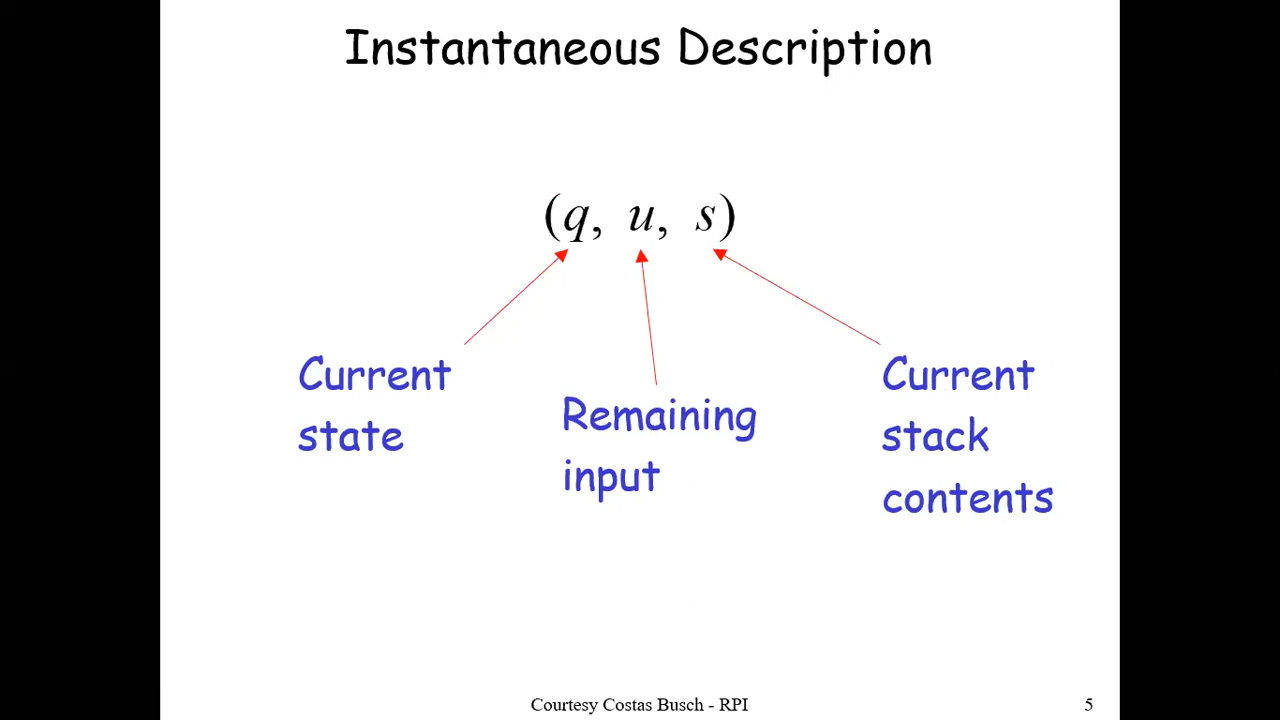 Instantaneous Description
(q, u, s)
Current
state
Remaining
input
Current
stack
contents
Courtesy Costas Busch - RPI
5